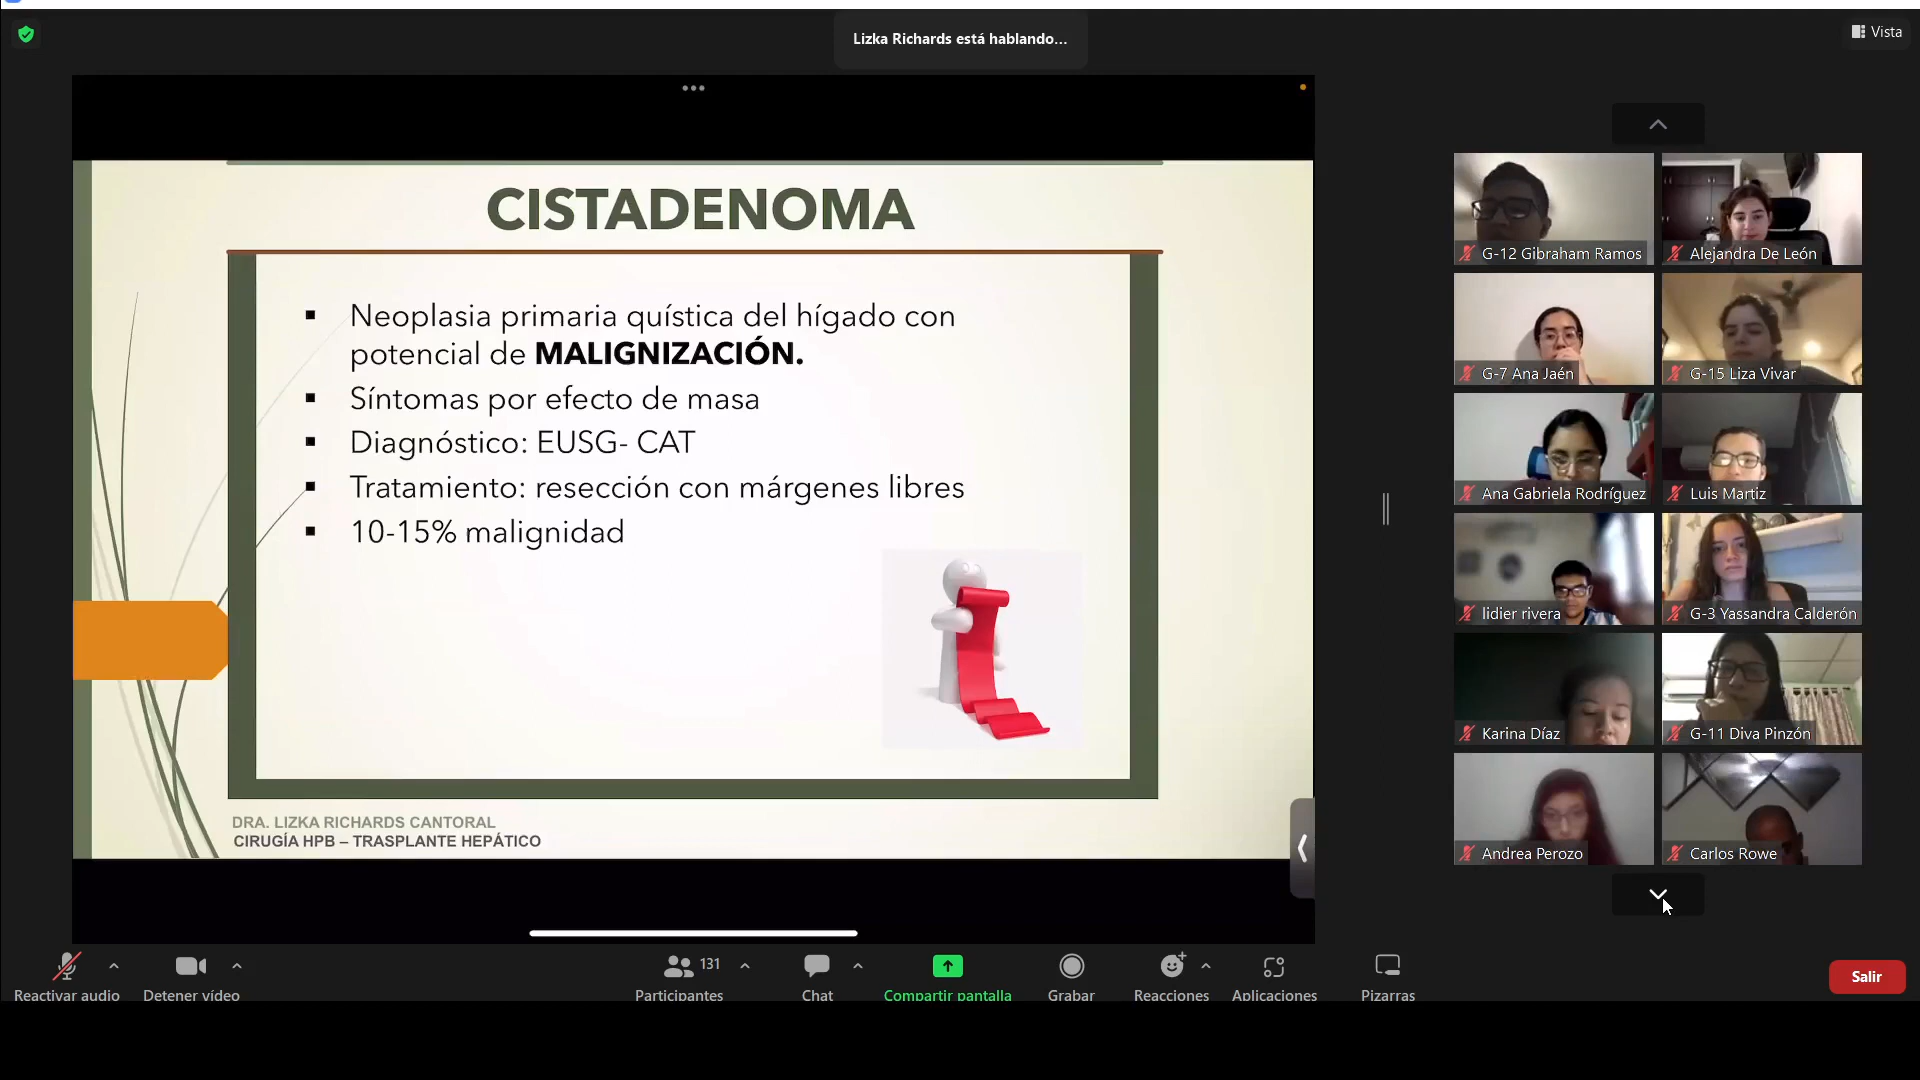 Lizka Richards está hablando...
Vista
CISTADENOMA
▪ Neoplasia primaria quística del hígado con
potencial de MALIGNIZACIÓN.
▪ Síntomas por efecto de masa
▪ Diagnóstico: EUSG- CAT
▪ Tratamiento: resección con márgenes libres
▪ 10-15% malignidad
DRA. LIZKA RICHARDS CANTORAL
CIRUGÍA HPB – TRASPLANTE HEPÁTICO
G-12 Gibraham Ramos
Alejandra De León
G-7 Ana Jaén
G-15 Liza Vivar
Ana Gabriela Rodríguez
Luis Martiz
lidier rivera
G-3 Yassandra Calderón
Karina Díaz
G-11 Diva Pinzón
Andrea Perozo
Carlos Rowe
Reactivar audio
Detener vídeo
131
Participantes
Chat
Compartir pantalla
Grabar
Reacciones
Aplicaciones
Pizarras
Salir